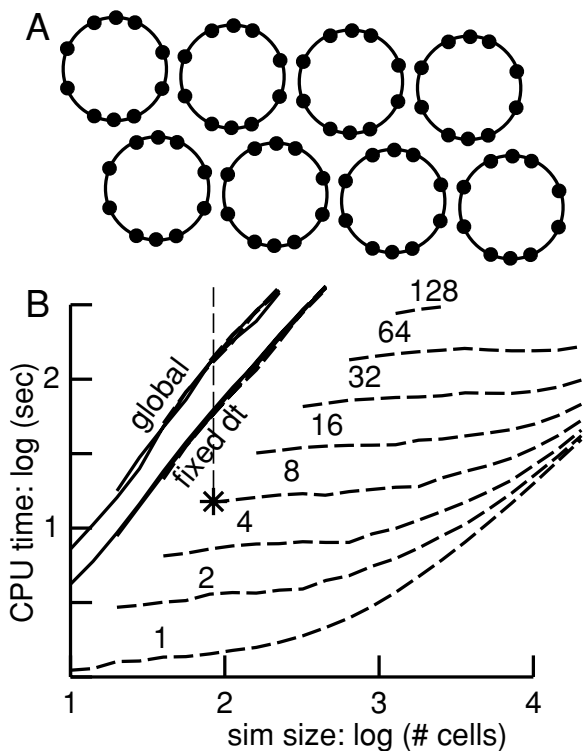 A
B
128
64
32
16
8
4
2
1
global
fixed dt
CPU time: log (sec)
2
1
1
2
3
4
sim size: log (# cells)